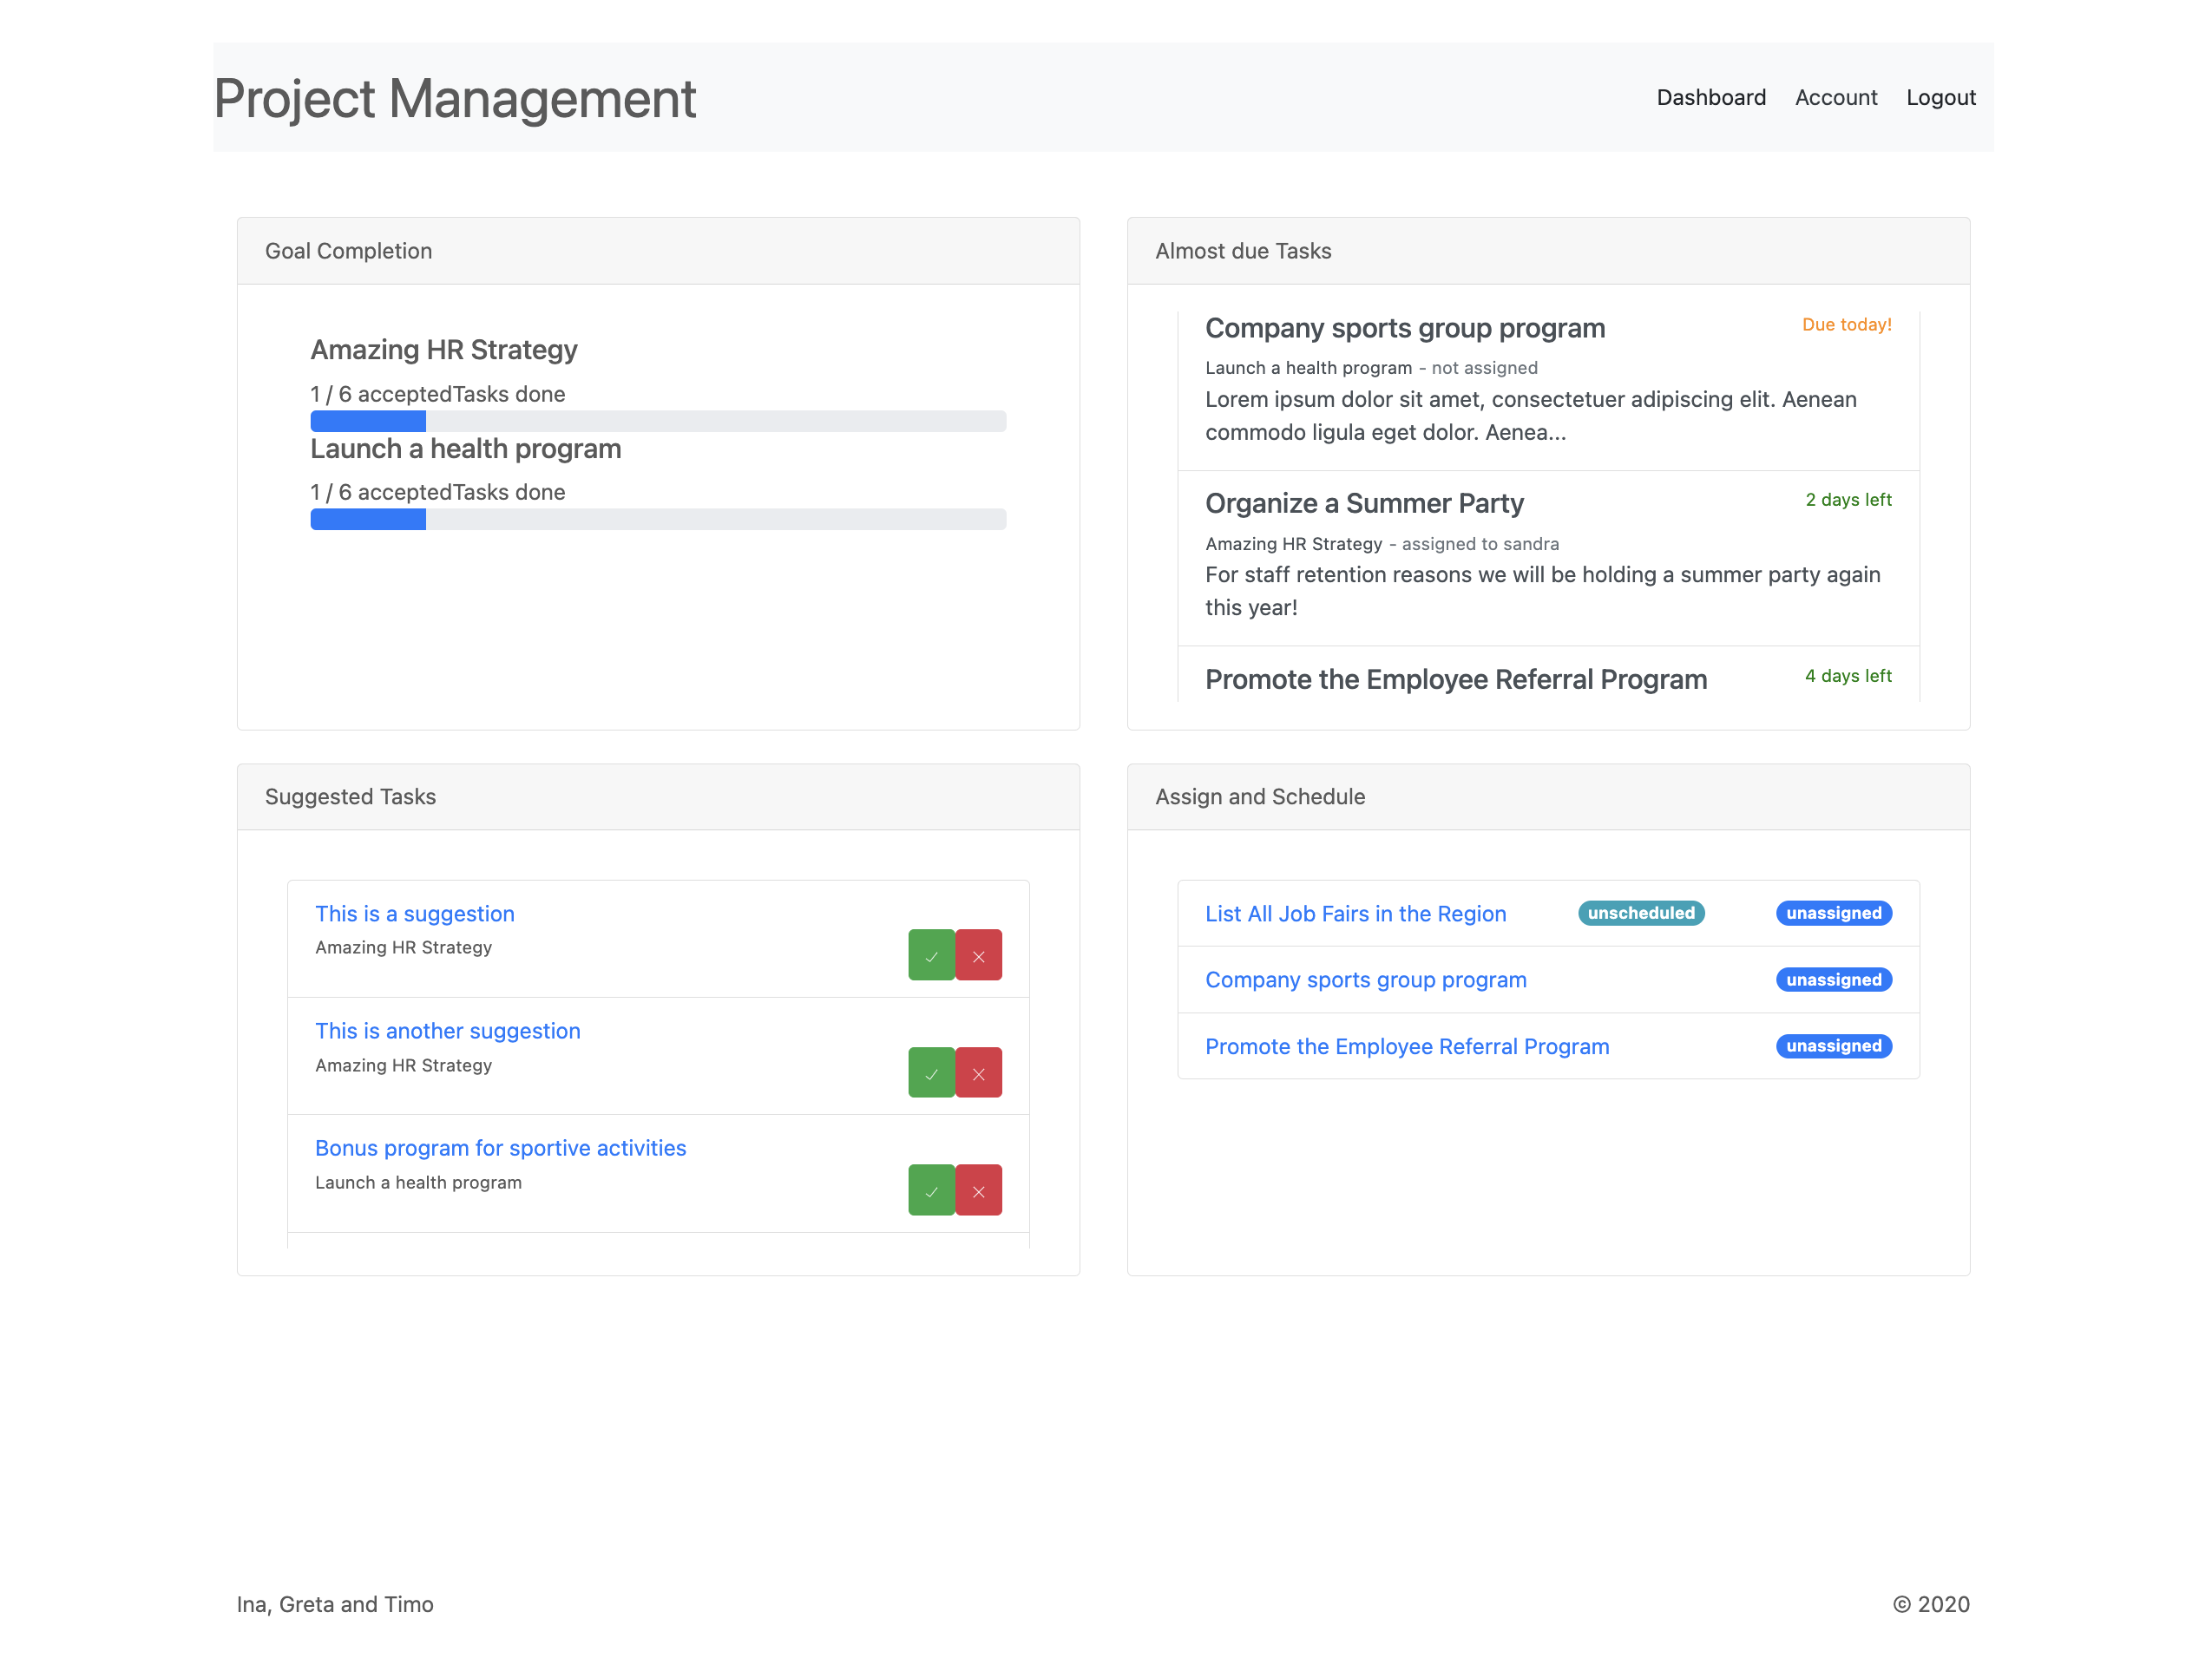 Project Management
Dashboard Account Logout
Goal Completion
Amazing HR Strategy
1 / 6 acceptedTasks done
Launch a health program
1 / 6 acceptedTasks done
Almost due Tasks
Company sports group program Due today!
Launch a health program - not assigned
Lorem ipsum dolor sit amet, consectetuer adipiscing elit. Aenean
commodo ligula eget dolor. Aenea...
Organize a Summer Party 2 days left
Amazing HR Strategy - assigned to sandra
For staff retention reasons we will be holding a summer party again
this year!
Promote the Employee Referral Program 4 days left
Suggested Tasks
This is a suggestion
Amazing HR Strategy
This is another suggestion
Amazing HR Strategy
Bonus program for sportive activities
Launch a health program
Assign and Schedule
List All Job Fairs in the Region unscheduled unassigned
Company sports group program unassigned
Promote the Employee Referral Program unassigned
Ina, Greta and Timo
© 2020